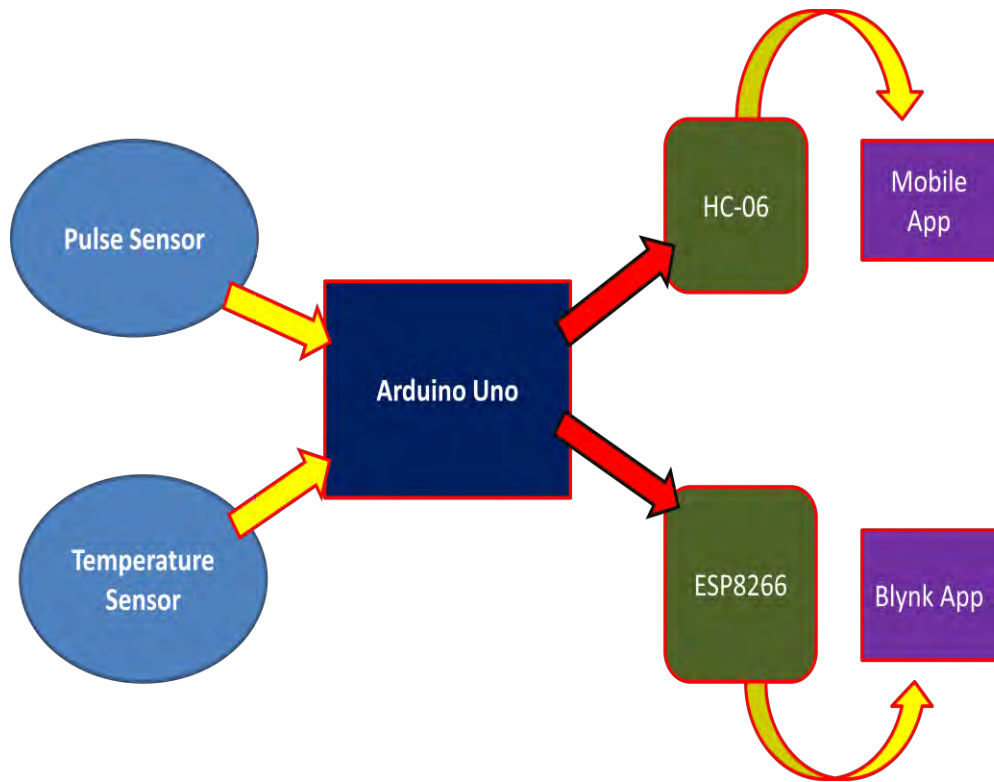 Pulse Sensor
Temperature
Sensor
Arduino Uno
HC-06
Mobile
App
ESP8266
Blynk App